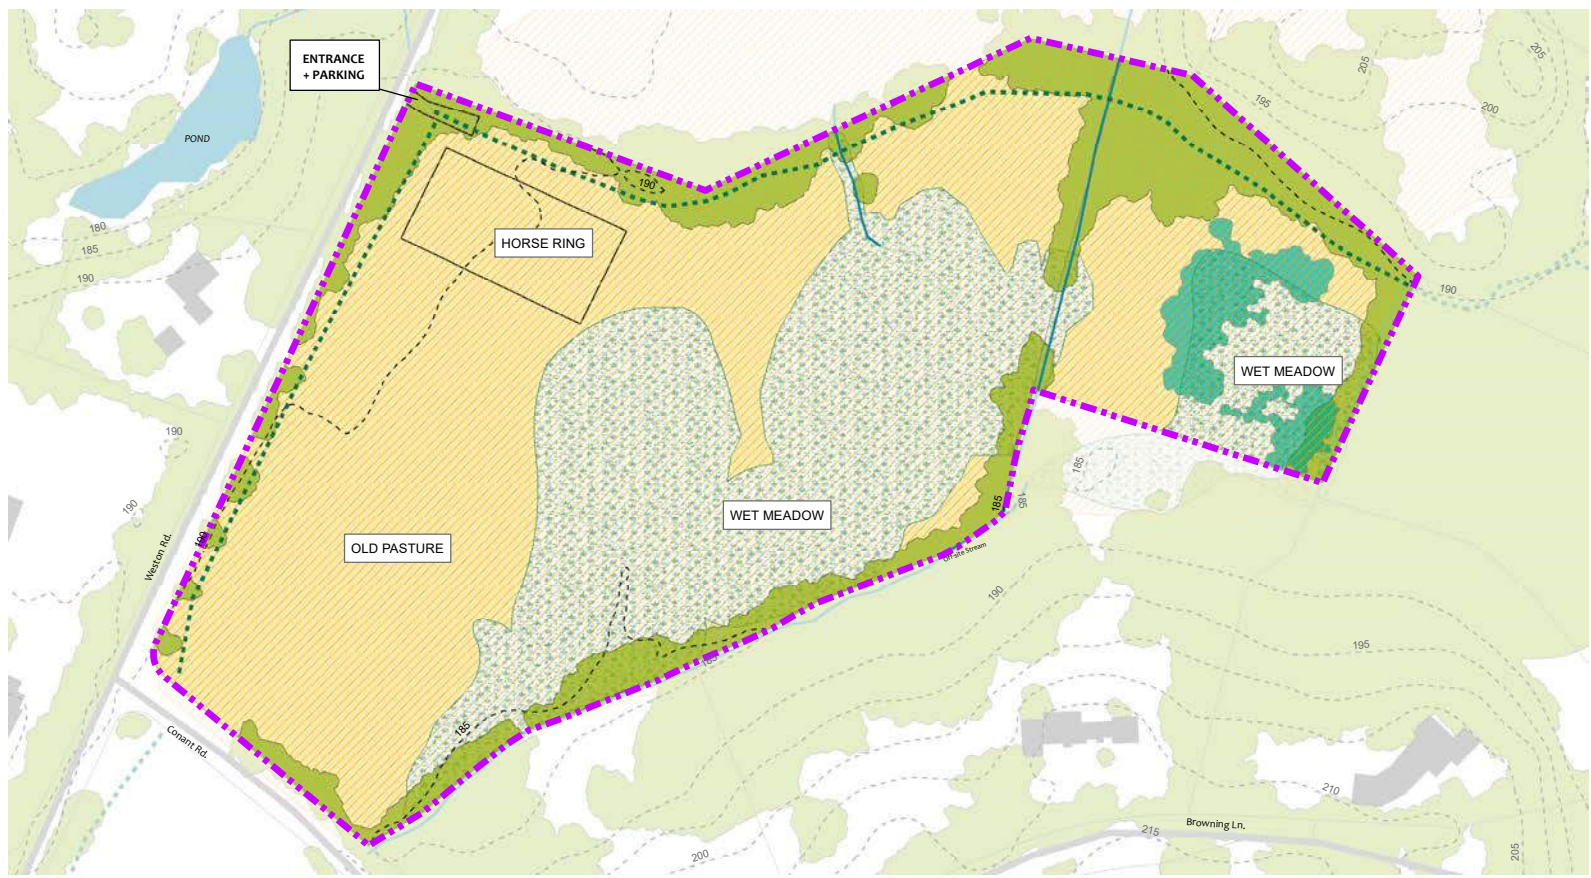 ENTRANCE
+ PARKING
POND
205
205
195
200
190
180
185
190
HORSE RING
190
WET MEADOW
190
190
185
185
185
WET MEADOW
190
Weston Rd.
OLD PASTURE
Off-site Stream
190
195
185
185
Conant Rd.
210
Browning Ln.
215
200
205